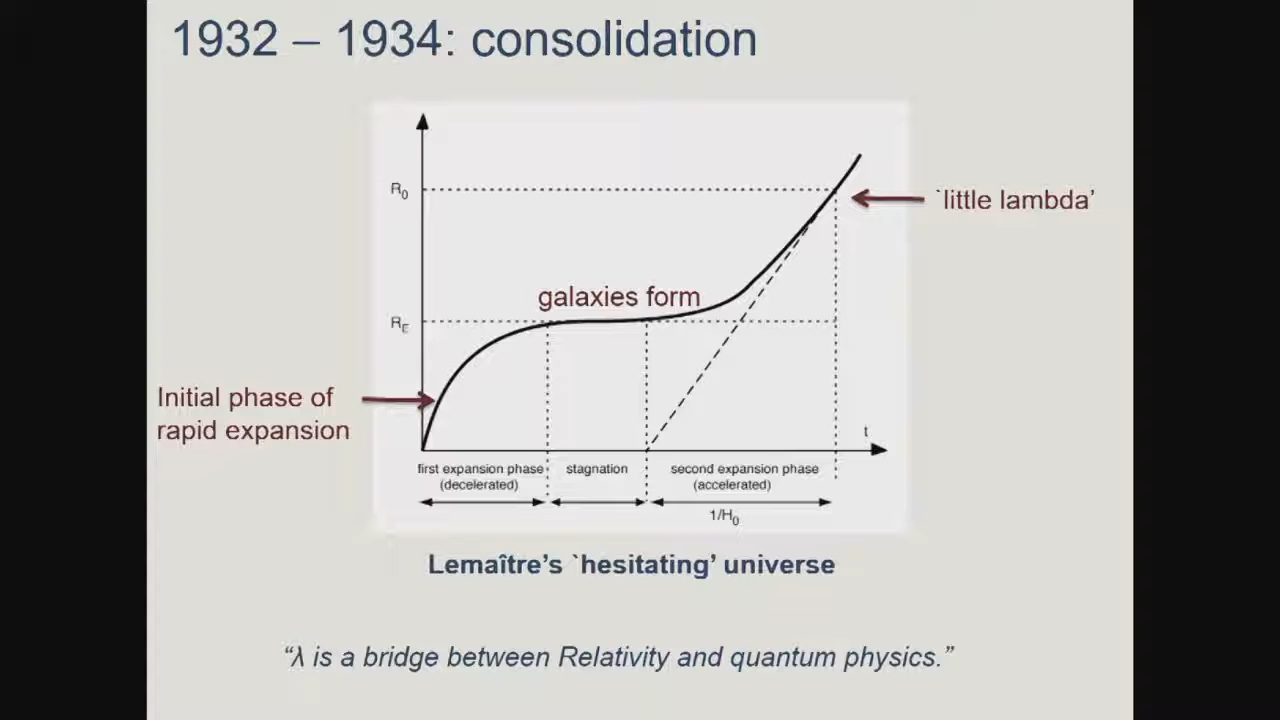 1932 – 1934: consolidation
R0
`little lambda’
galaxies form
RE
Initial phase of
rapid expansion
t
first expansion phase
(decelerated)
stagnation
second expansion phase
(accelerated)
1/H0
Lemaître’s `hesitating’ universe
“λ is a bridge between Relativity and quantum physics.”